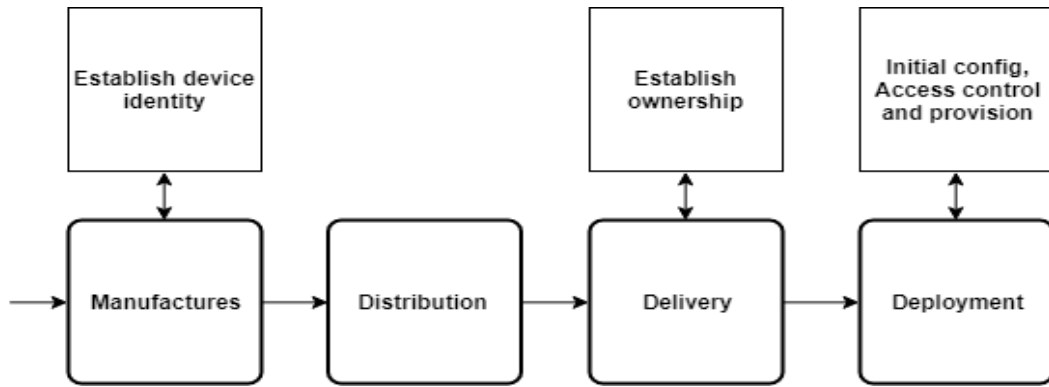 Establish device
identity
Establish
ownership
Initial config,
Access control
and provision
Manufactures
Distribution
Delivery
Deployment